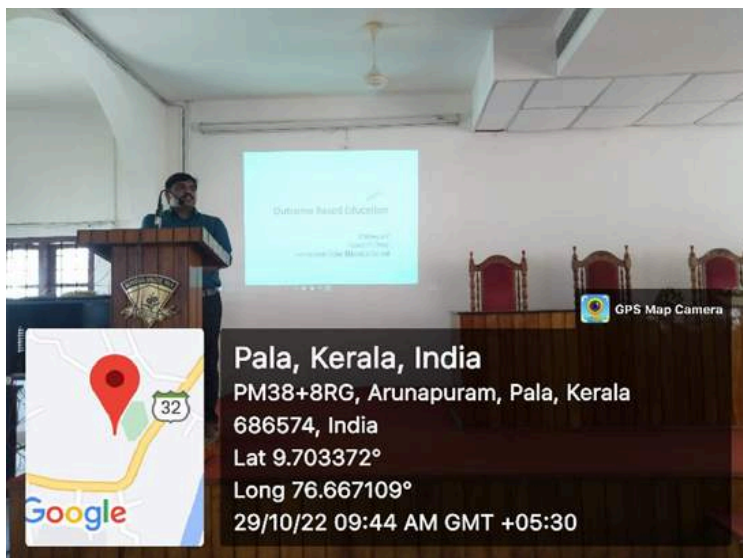 Outcome Based Education
GPS Map Camera
Pala, Kerala, India
PM38+8RG, Arunapuram, Pala, Kerala
686574, India
Lat 9.703372°
Long 76.667109°
29/10/22 09:44 AM GMT +05:30
32
Google